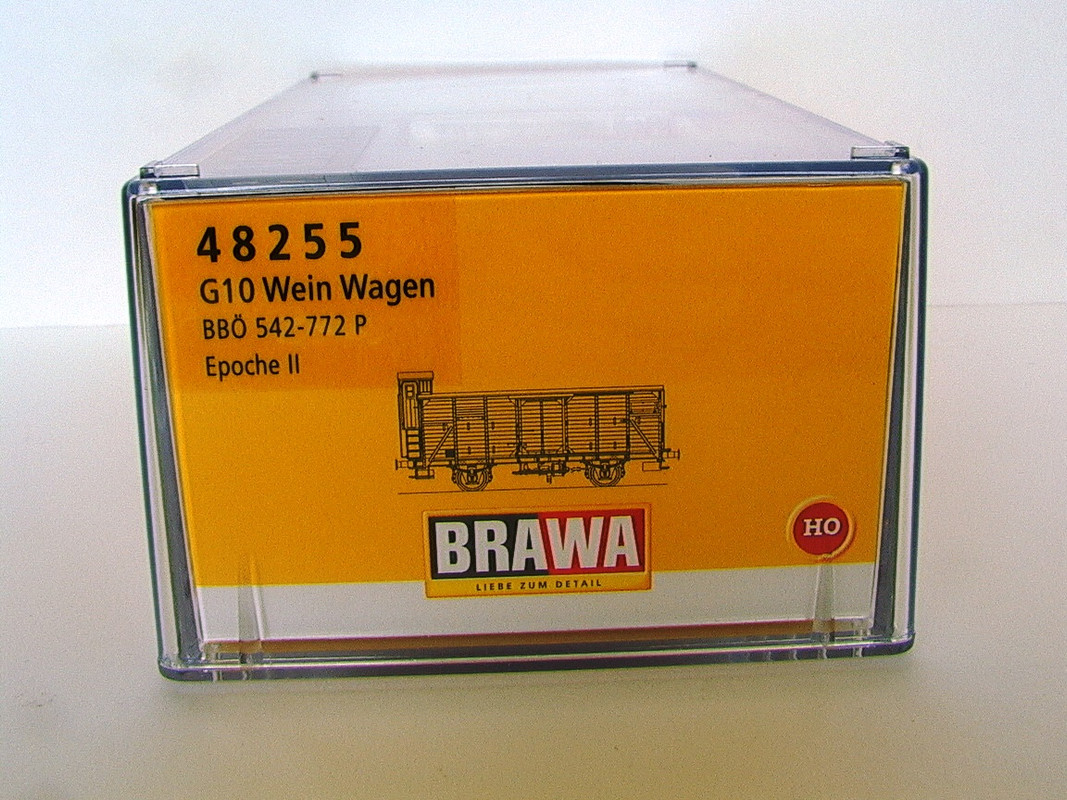 48255
G10 Wein Wagen
BBÖ 542-772 P
Epoche II
BRAWA
LIEBE ZUM DETAIL
HO